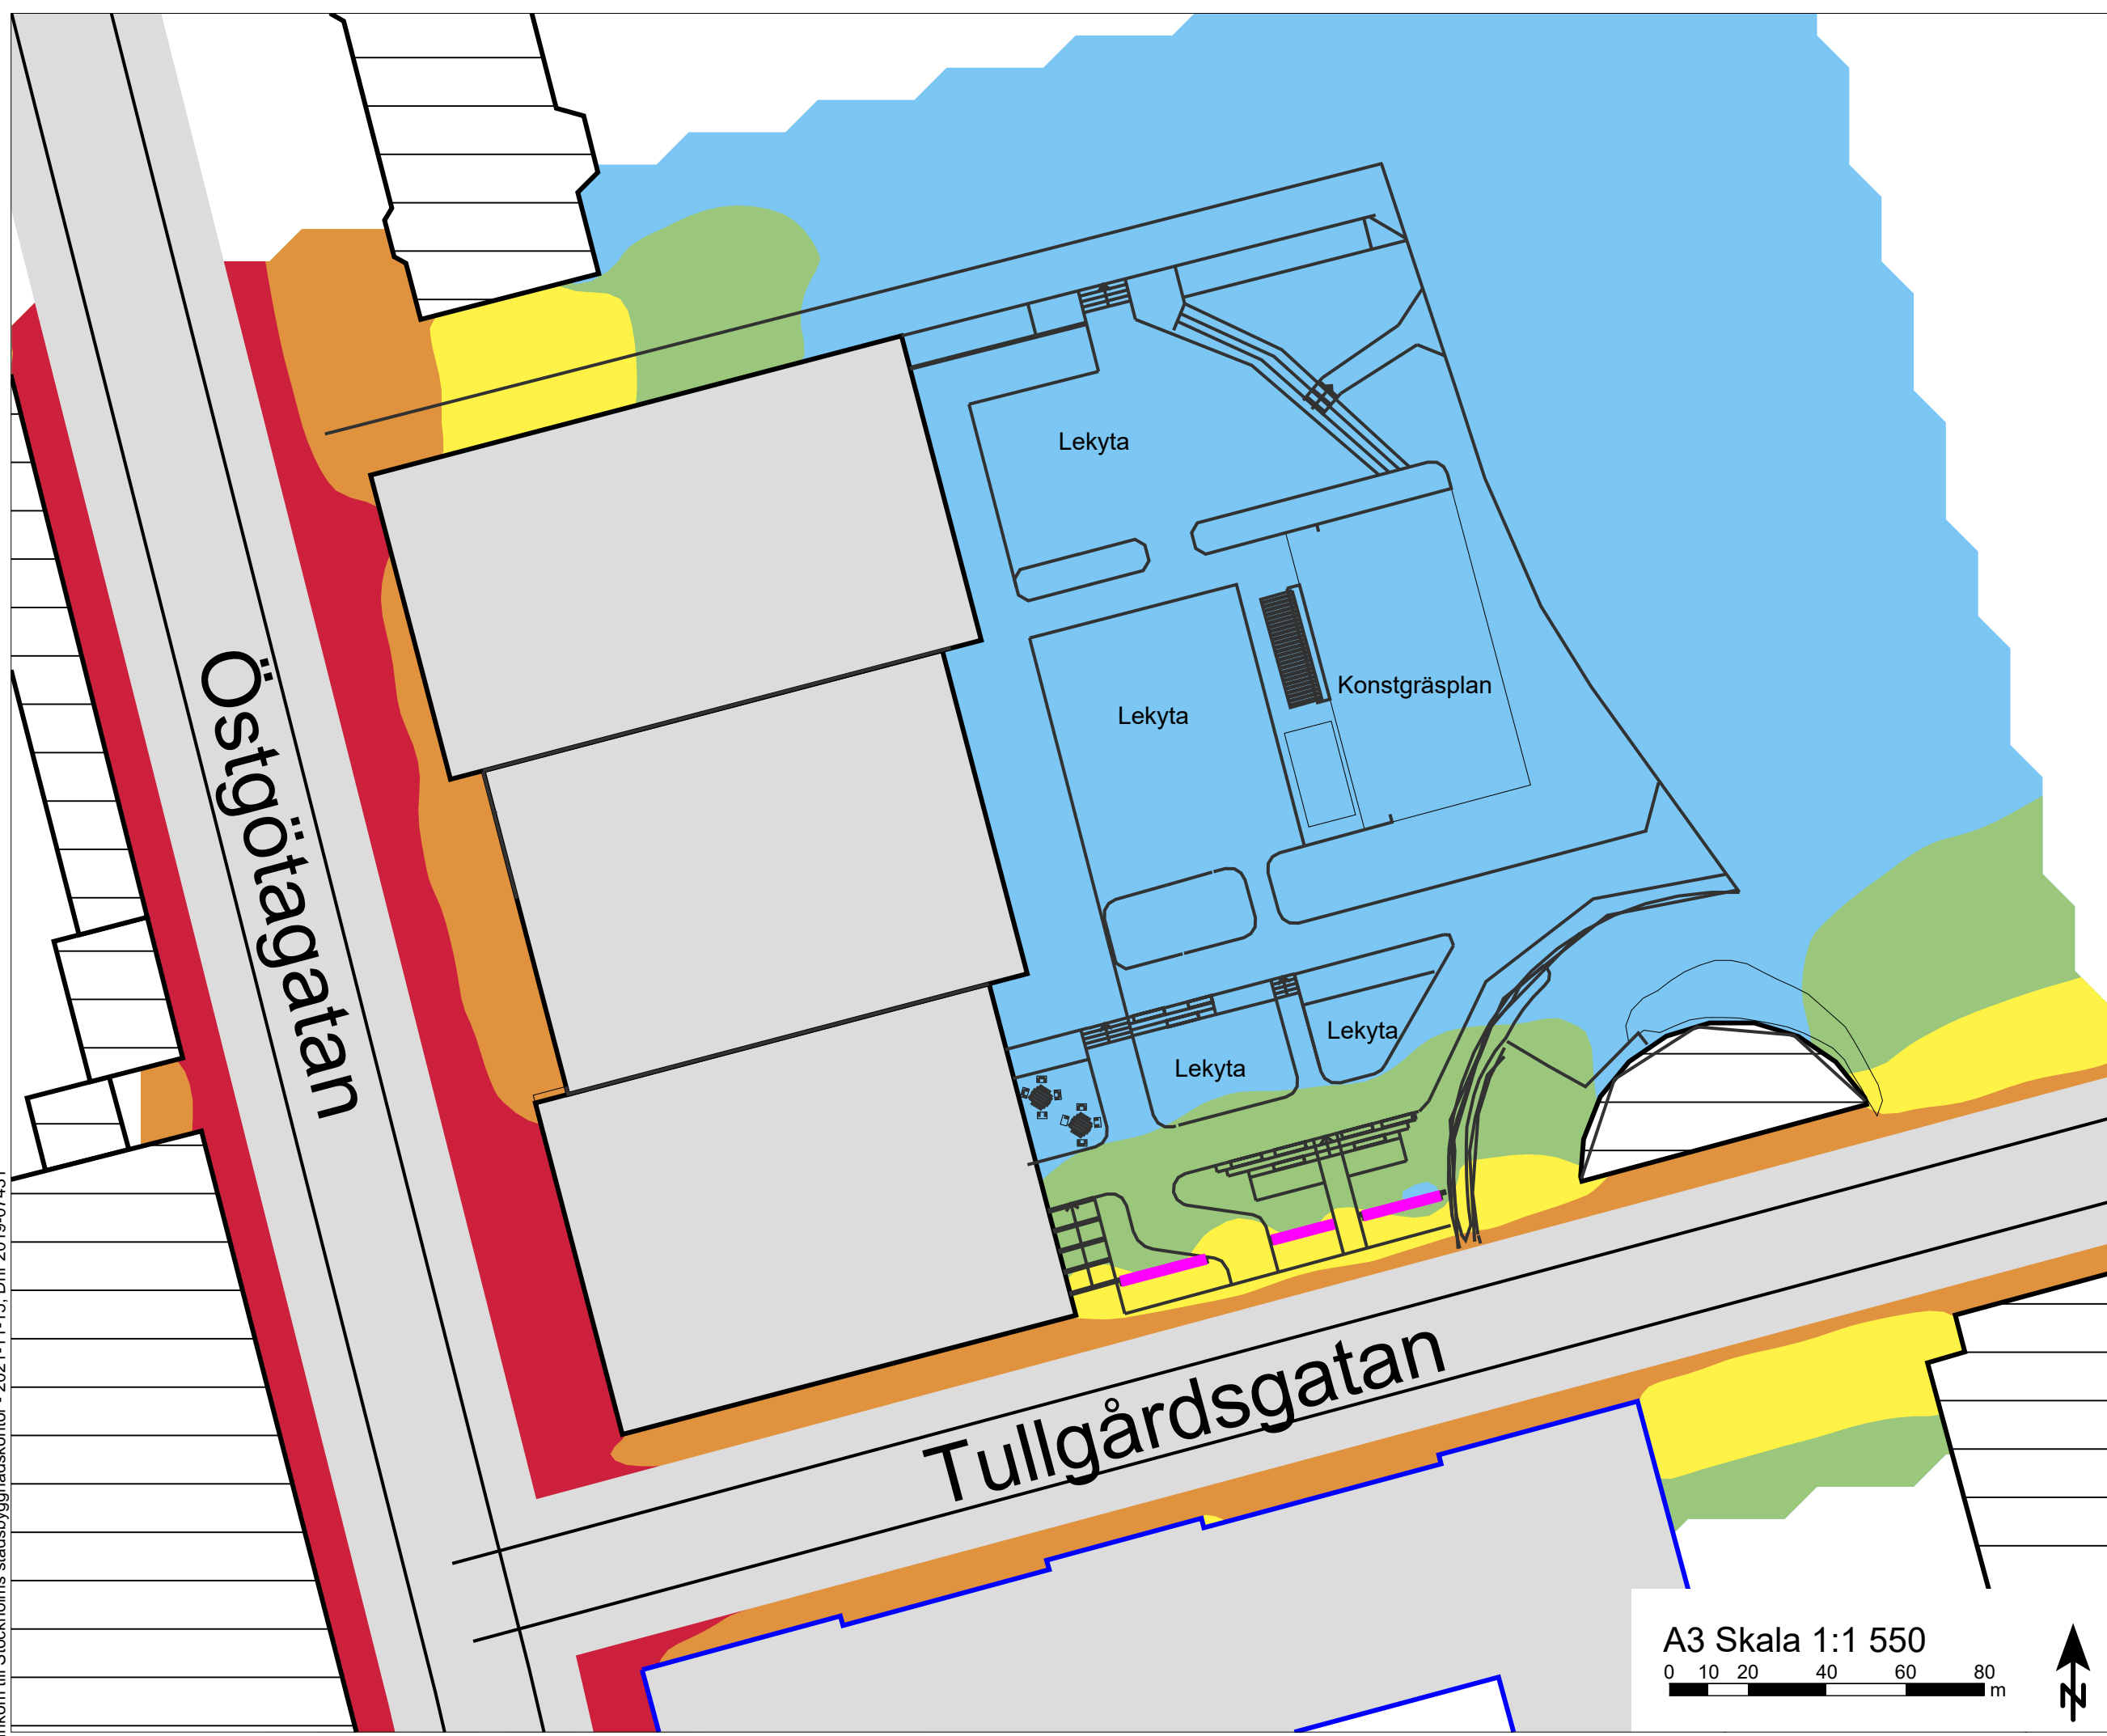 Lekyta
Konstgräsplan
Lekyta
Östgötagatan
Lekyta
Lekyta
Tullgårdsgatan
A3 Skala 1:1 550
0 10 20 40 60 80
m
N